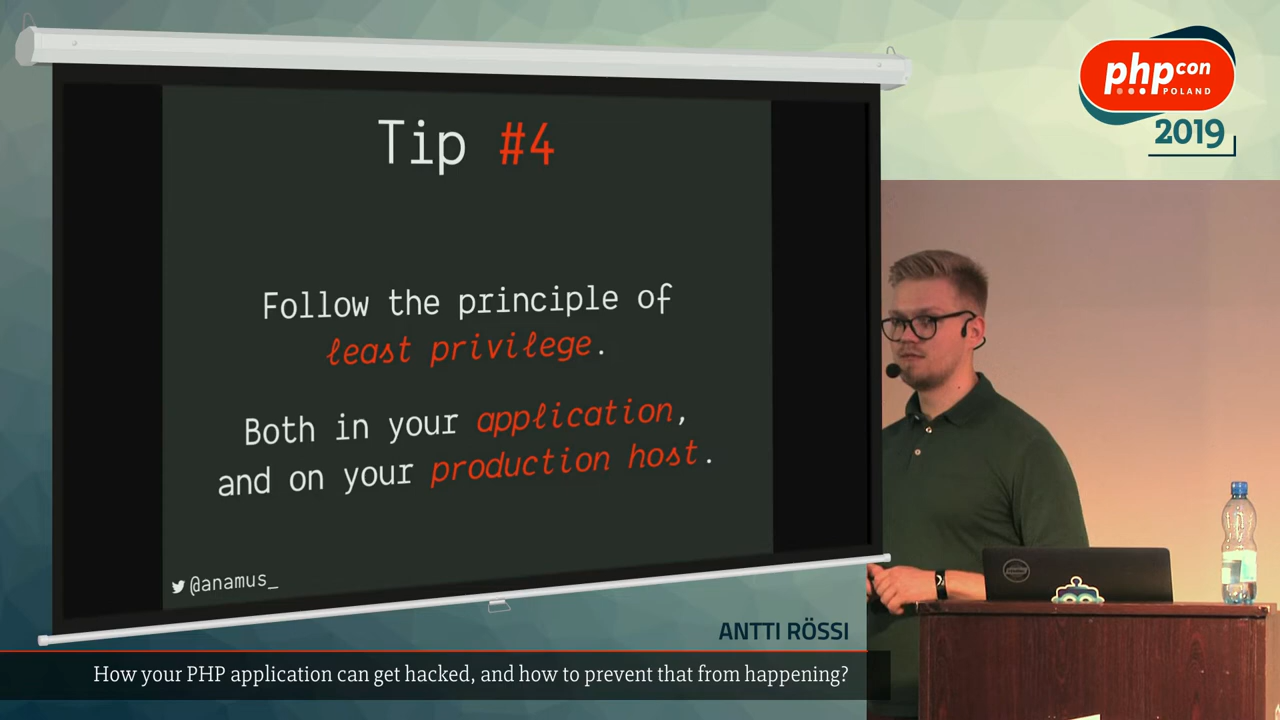 Tip #4
Follow the principle of
least privilege.
Both in your application,
and on your production host.
@anamus_
php con
POLAND
2019
ANTTI RÖSSI
How your PHP application can get hacked, and how to prevent that from happening?